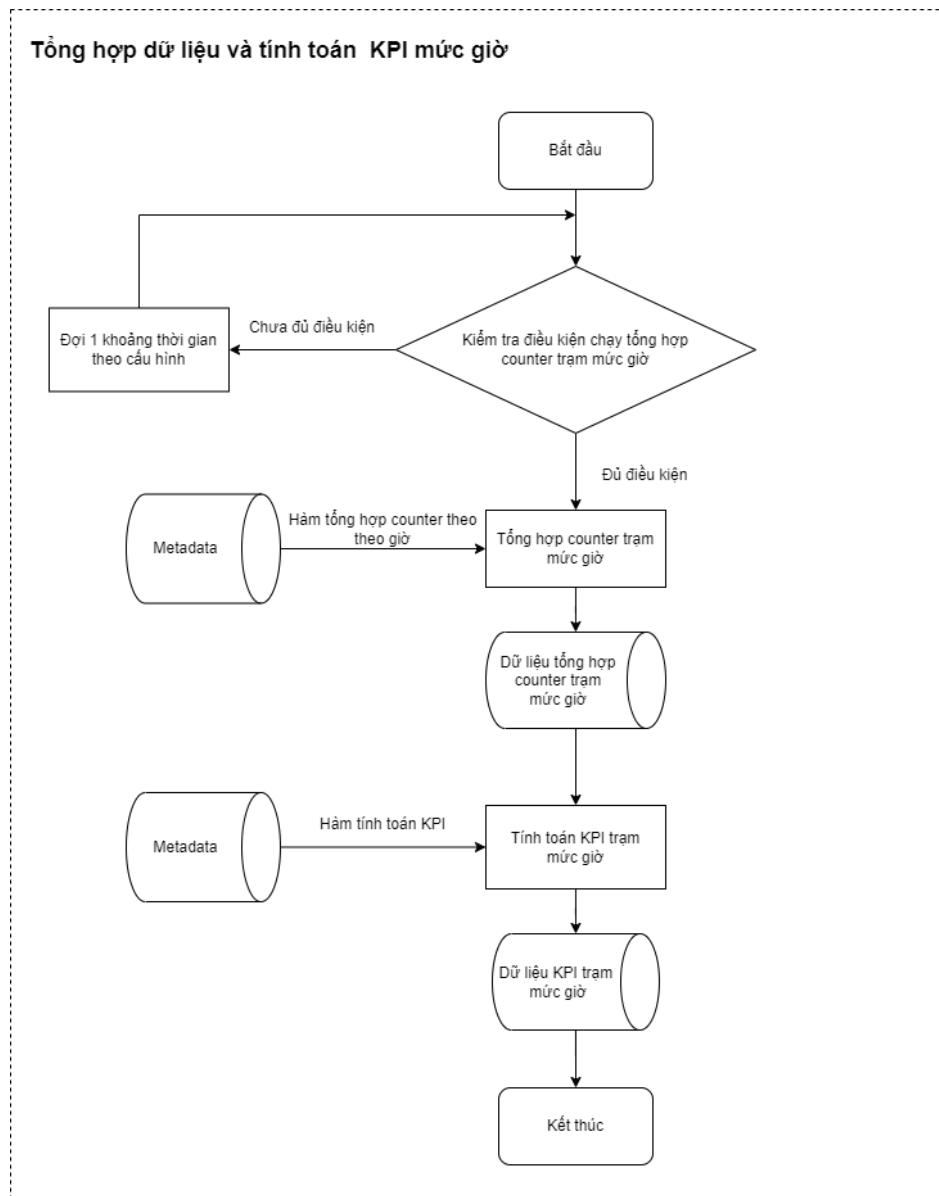 Tổng hợp dữ liệu và tính toán KPI mức giờ
Bắt đầu
Đợi 1 khoảng thời gian
theo cấu hình
Chưa đủ điều kiện
Kiểm tra điều kiện chạy tổng hợp
counter trạm mức giờ
Đủ điều kiện
Metadata
Hàm tổng hợp counter theo
theo giờ
Tổng hợp counter trạm
mức giờ
Dữ liệu tổng hợp
counter trạm
mức giờ
Metadata
Hàm tính toán KPI
Tính toán KPI trạm
mức giờ
Dữ liệu KPI trạm
mức giờ
Kết thúc